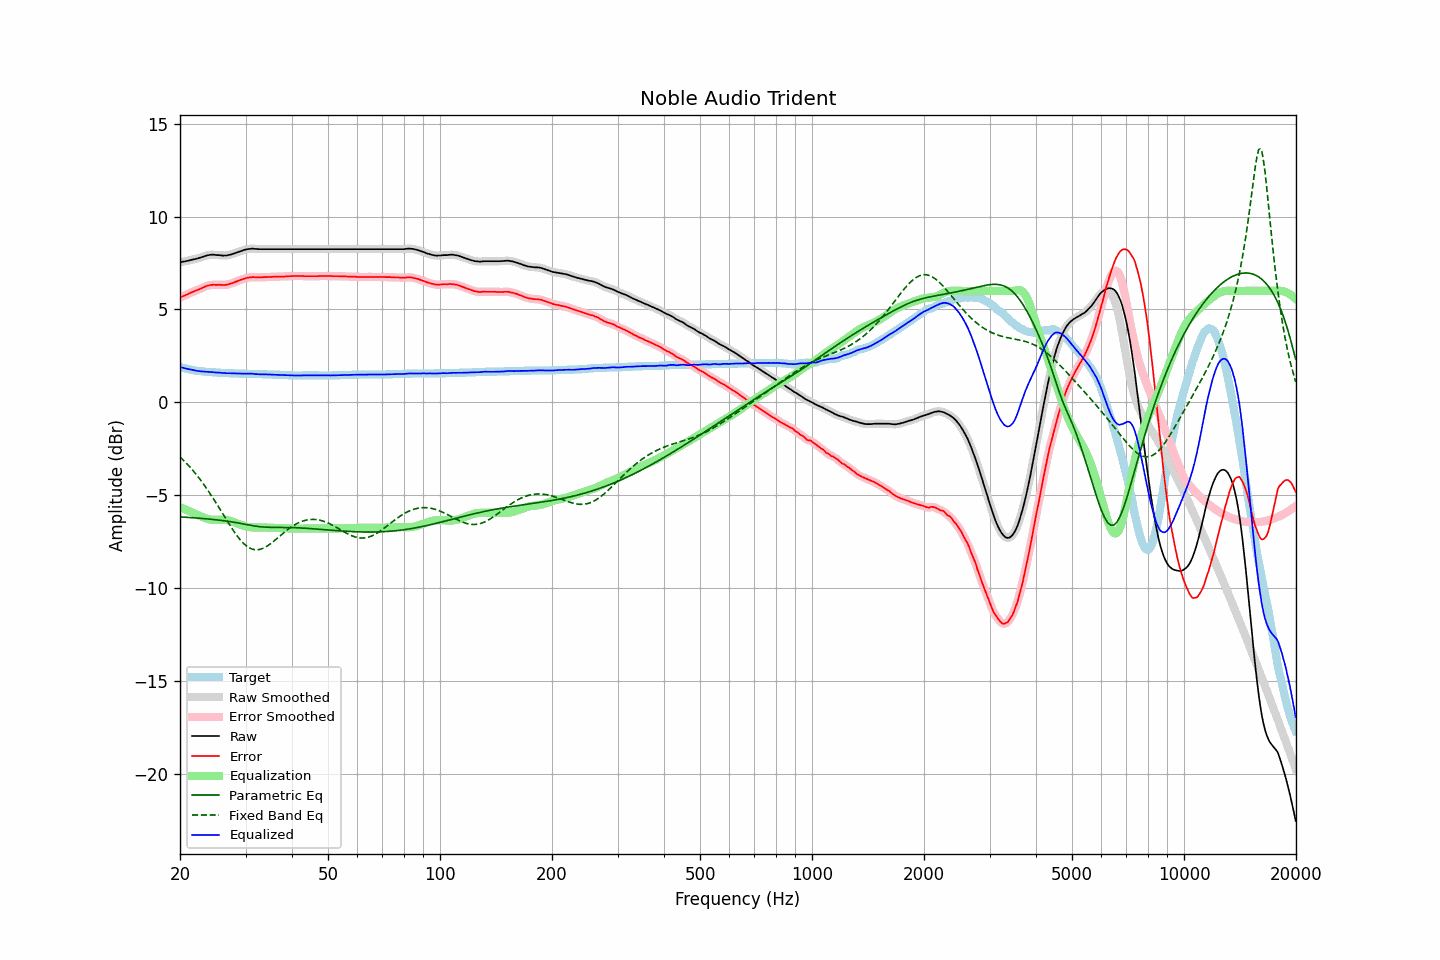 Noble Audio Trident
15
10
5
0
−5
−10
−15
−20
Amplitude (dBr)
Target
Raw Smoothed
Error Smoothed
Raw
Error
Equalization
Parametric Eq
Fixed Band Eq
Equalized
20 50 100 200 500 1000 2000 5000 10000 20000
Frequency (Hz)